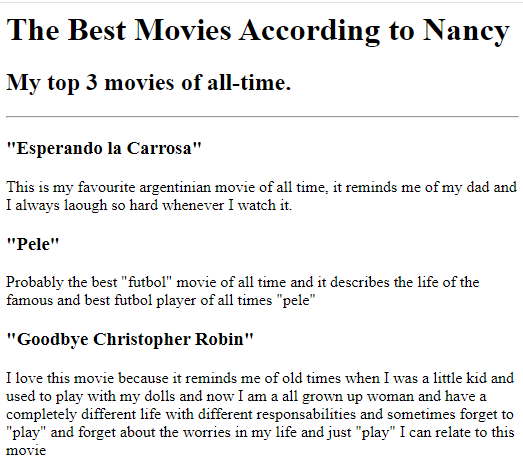 The Best Movies According to Nancy
My top 3 movies of all-time.
"Esperando la Carrosa"
This is my favourite argentinian movie of all time, it reminds me of my dad and
I always laough so hard whenever I watch it.
"Pele"
Probably the best "futbol" movie of all time and it describes the life of the
famous and best futbol player of all times "pele"
"Goodbye Christopher Robin"
I love this movie because it reminds me of old times when I was a little kid and
used to play with my dolls and now I am a all grown up woman and have a
completely different life with different responsabilities and sometimes forget to
"play" and forget about the worries in my life and just "play" I can relate to this
movie